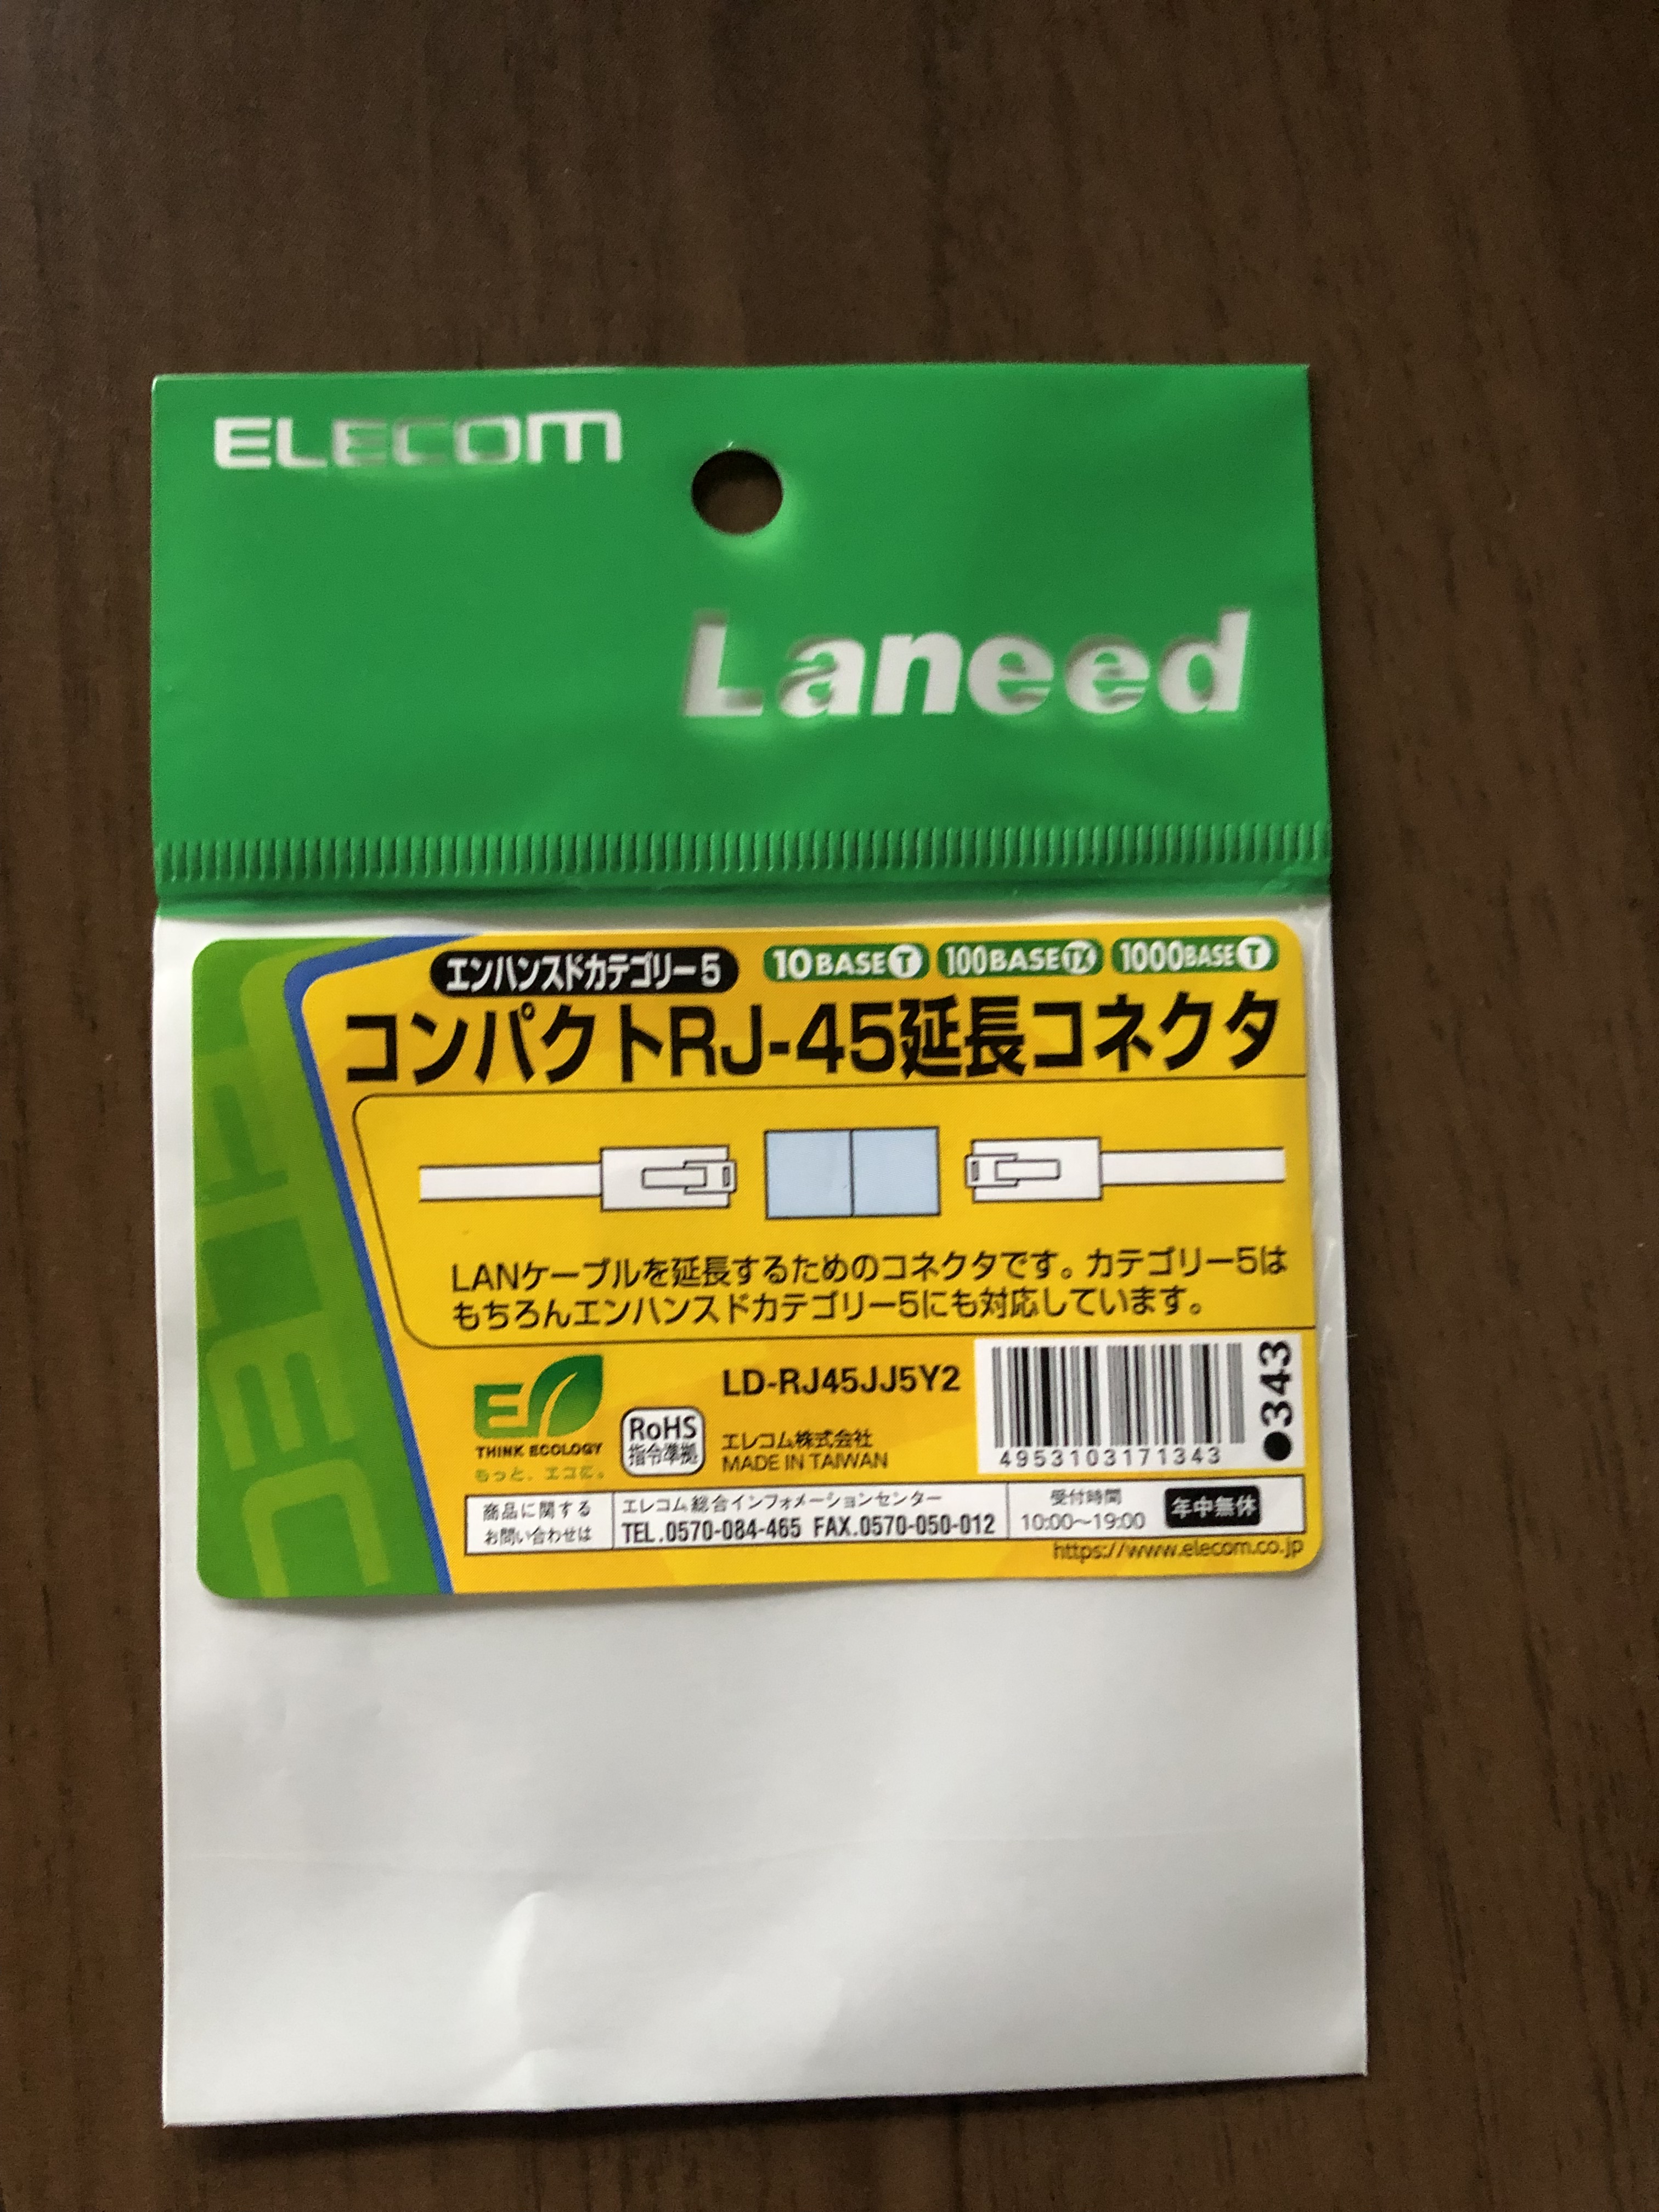 ELECOM
Laneed
エンハンスドカテゴリー5 10BASE T 100BASE TX 1000BASE T
コンパクトRJ-45延長コネクタ
LANケーブルを延長するためのコネクタです。カテゴリー5は
もちろんエンハンスドカテゴリー5にも対応しています。
THINK ECOLOGY
もっと、エコに。
RoHS
指令準拠
LD-RJ45JJ5Y2
エレコム株式会社
MADE IN TAIWAN
4953103171343
●343
商品に関する
お問い合わせは
エレコム総合インフォメーションセンター
TEL.0570-084-465 FAX.0570-050-012
受付時間
10:00〜19:00
年中無休
https://www.elecom.co.jp
ELEC